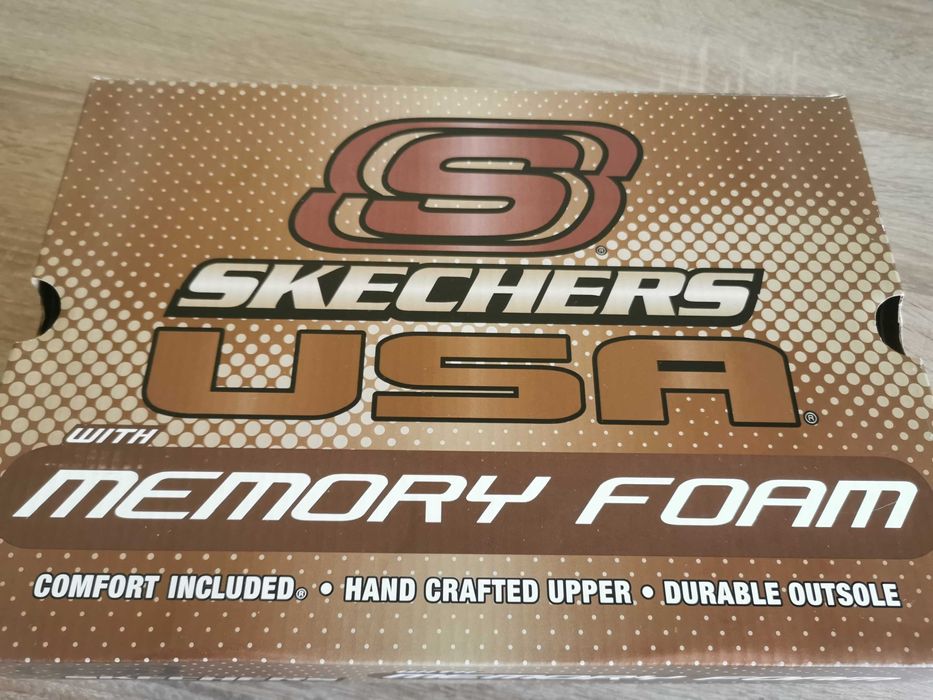 S®
SKECHERS
USA®
WITH
MEMORY FOAM
COMFORT INCLUDED® • HAND CRAFTED UPPER • DURABLE OUTSOLE